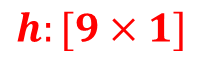 h: [9 × 1]